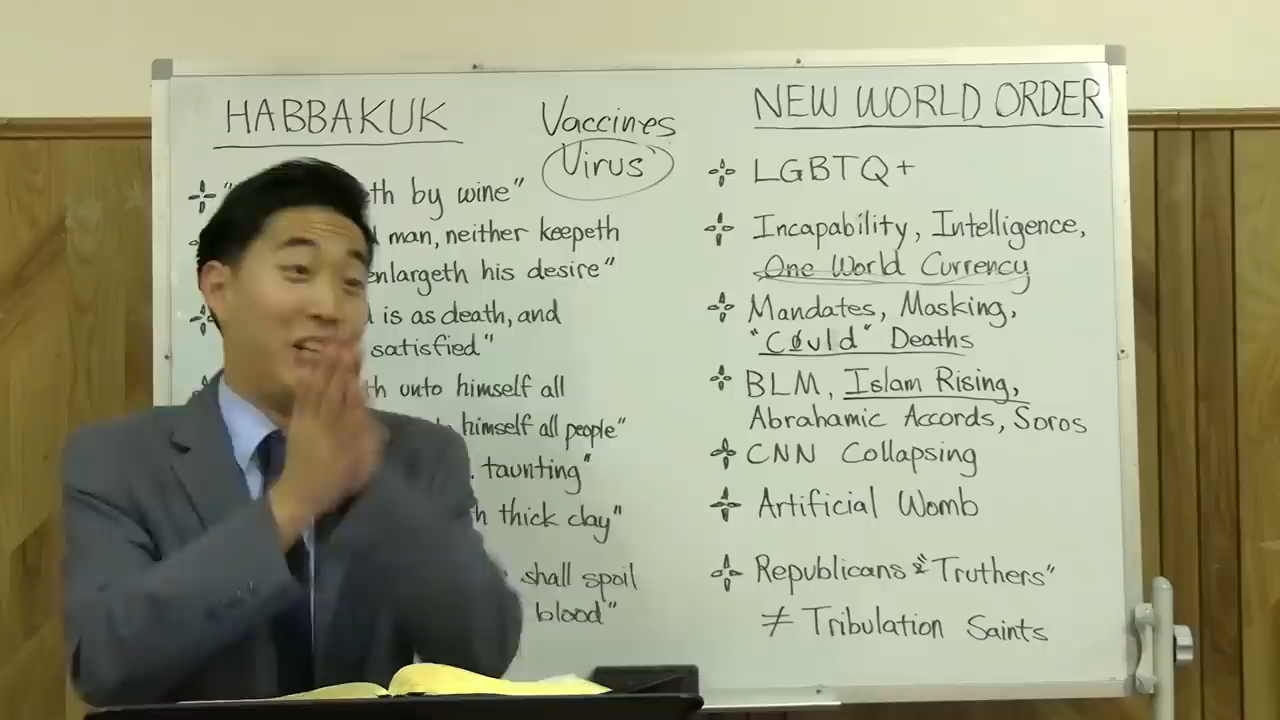 HABBAKUK
Vaccines
Virus
eth by wine"
man, neither keepeth
enlargeth his desire"
is as death, and
satisfied"
th unto himself all
himself all people"
taunting"
h thick clay"
shall spoil
blood"
NEW WORLD ORDER
LGBTQ+
Incapability, Intelligence,
One World Currency
Mandates, Masking,
"Could" Deaths
BLM, Islam Rising,
Abrahamic Accords, Soros
CNN Collapsing
Artificial Womb
Republicans & "Truthers"
≠ Tribulation Saints